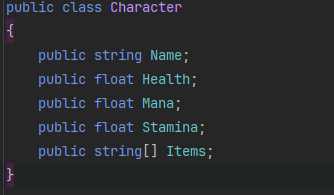 public class Character
{
    public string Name;
    public float Health;
    public float Mana;
    public float Stamina;
    public string[] Items;
}